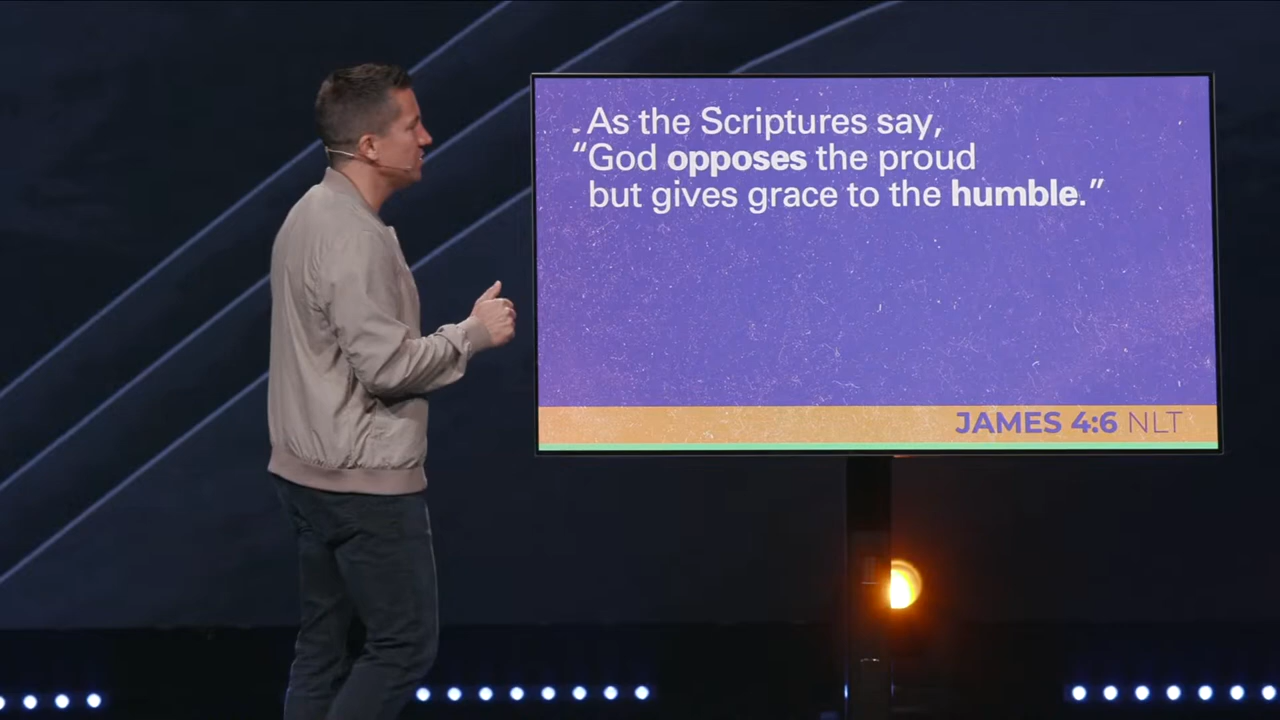 As the Scriptures say,
“God opposes the proud
but gives grace to the humble.”
JAMES 4:6 NLT